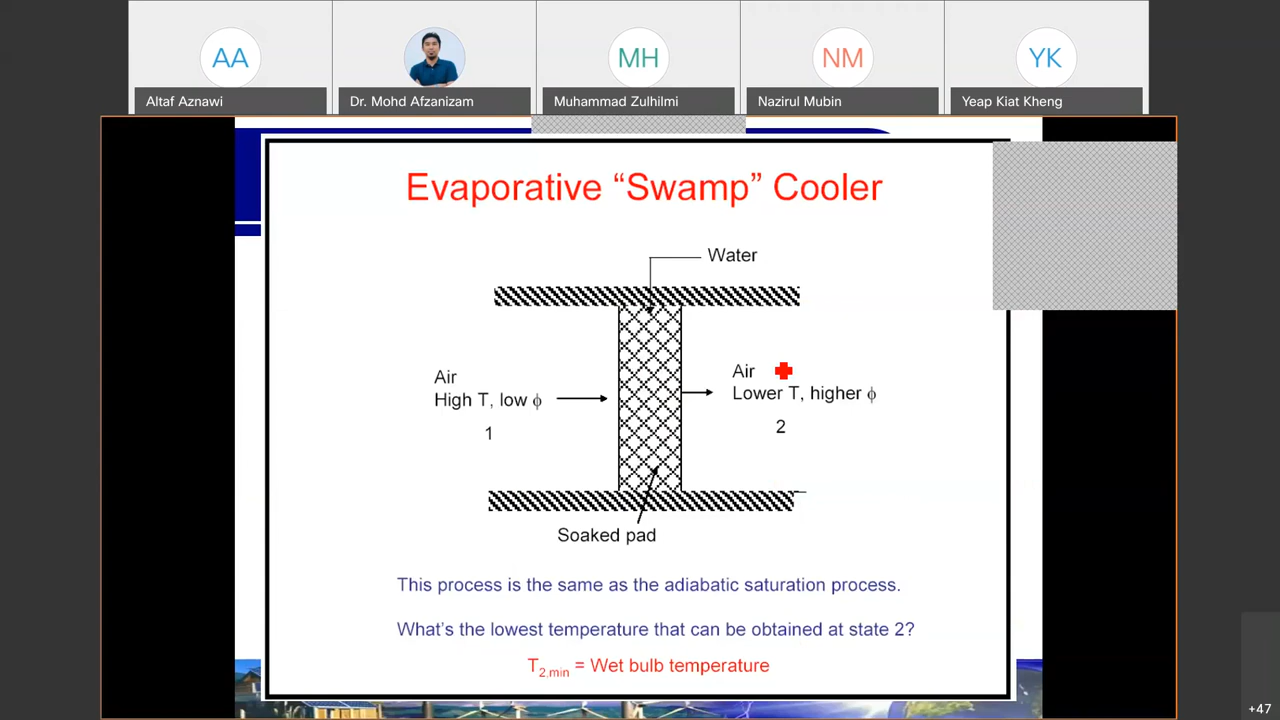 AA
MH
NM
YK
Altaf Aznawi
Dr. Mohd Afzanizam
Muhammad Zulhilmi
Nazirul Mubin
Yeap Kiat Kheng
Evaporative “Swamp” Cooler
Water
Air
High T, low ϕ
1
Air
Lower T, higher ϕ
2
Soaked pad
This process is the same as the adiabatic saturation process.
What's the lowest temperature that can be obtained at state 2?
T2,min = Wet bulb temperature
+47